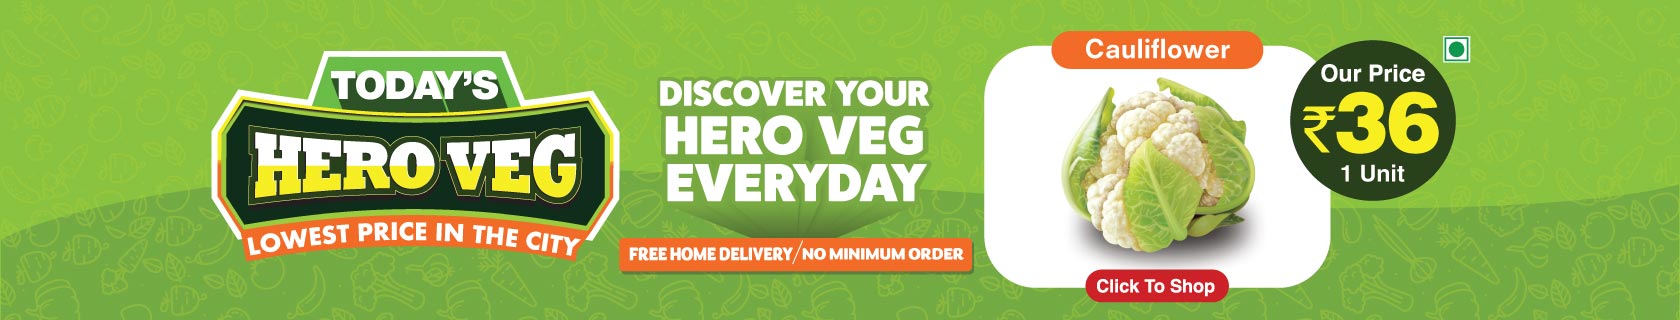 TODAY'S
HERO VEG
LOWEST PRICE IN THE CITY
DISCOVER YOUR
HERO VEG
EVERYDAY
FREE HOME DELIVERY/NO MINIMUM ORDER
Cauliflower
Click To Shop
Our Price
₹36
1 Unit